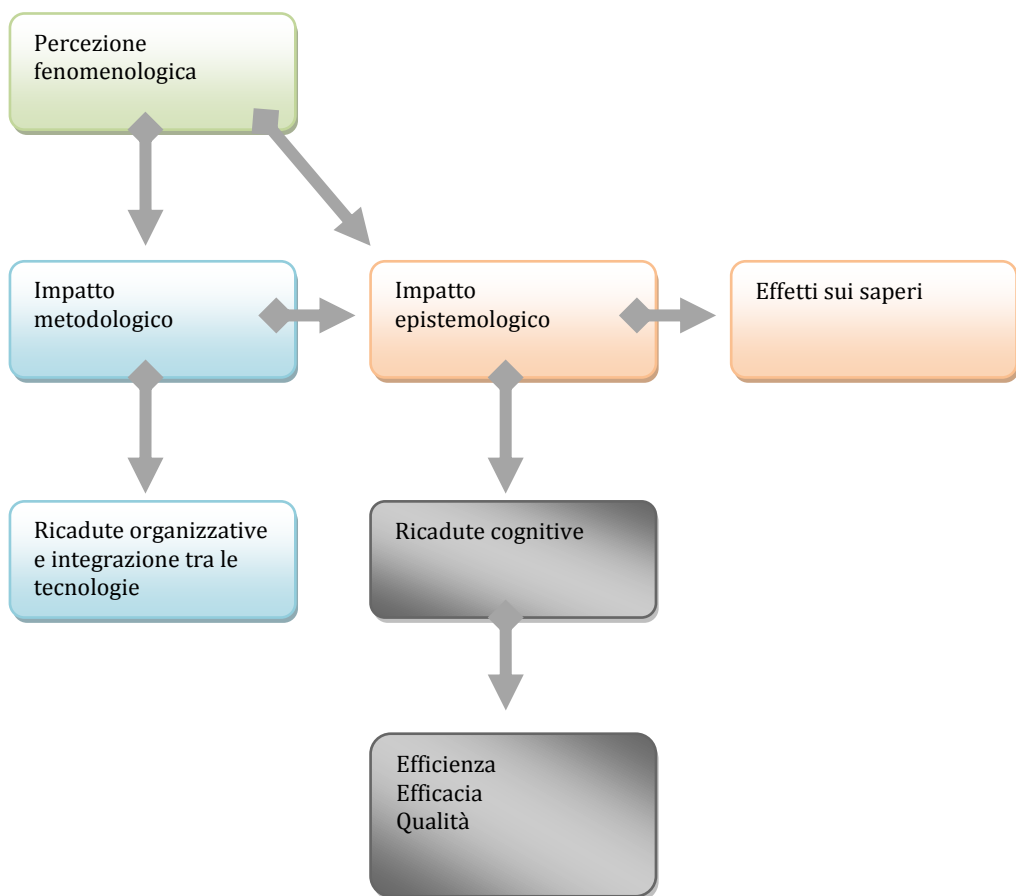 Percezione
fenomenologica
Impatto
metodologico
Impatto
epistemologico
Effetti sui saperi
Ricadute organizzative
e integrazione tra le
tecnologie
Ricadute cognitive
Efficienza
Efficacia
Qualità